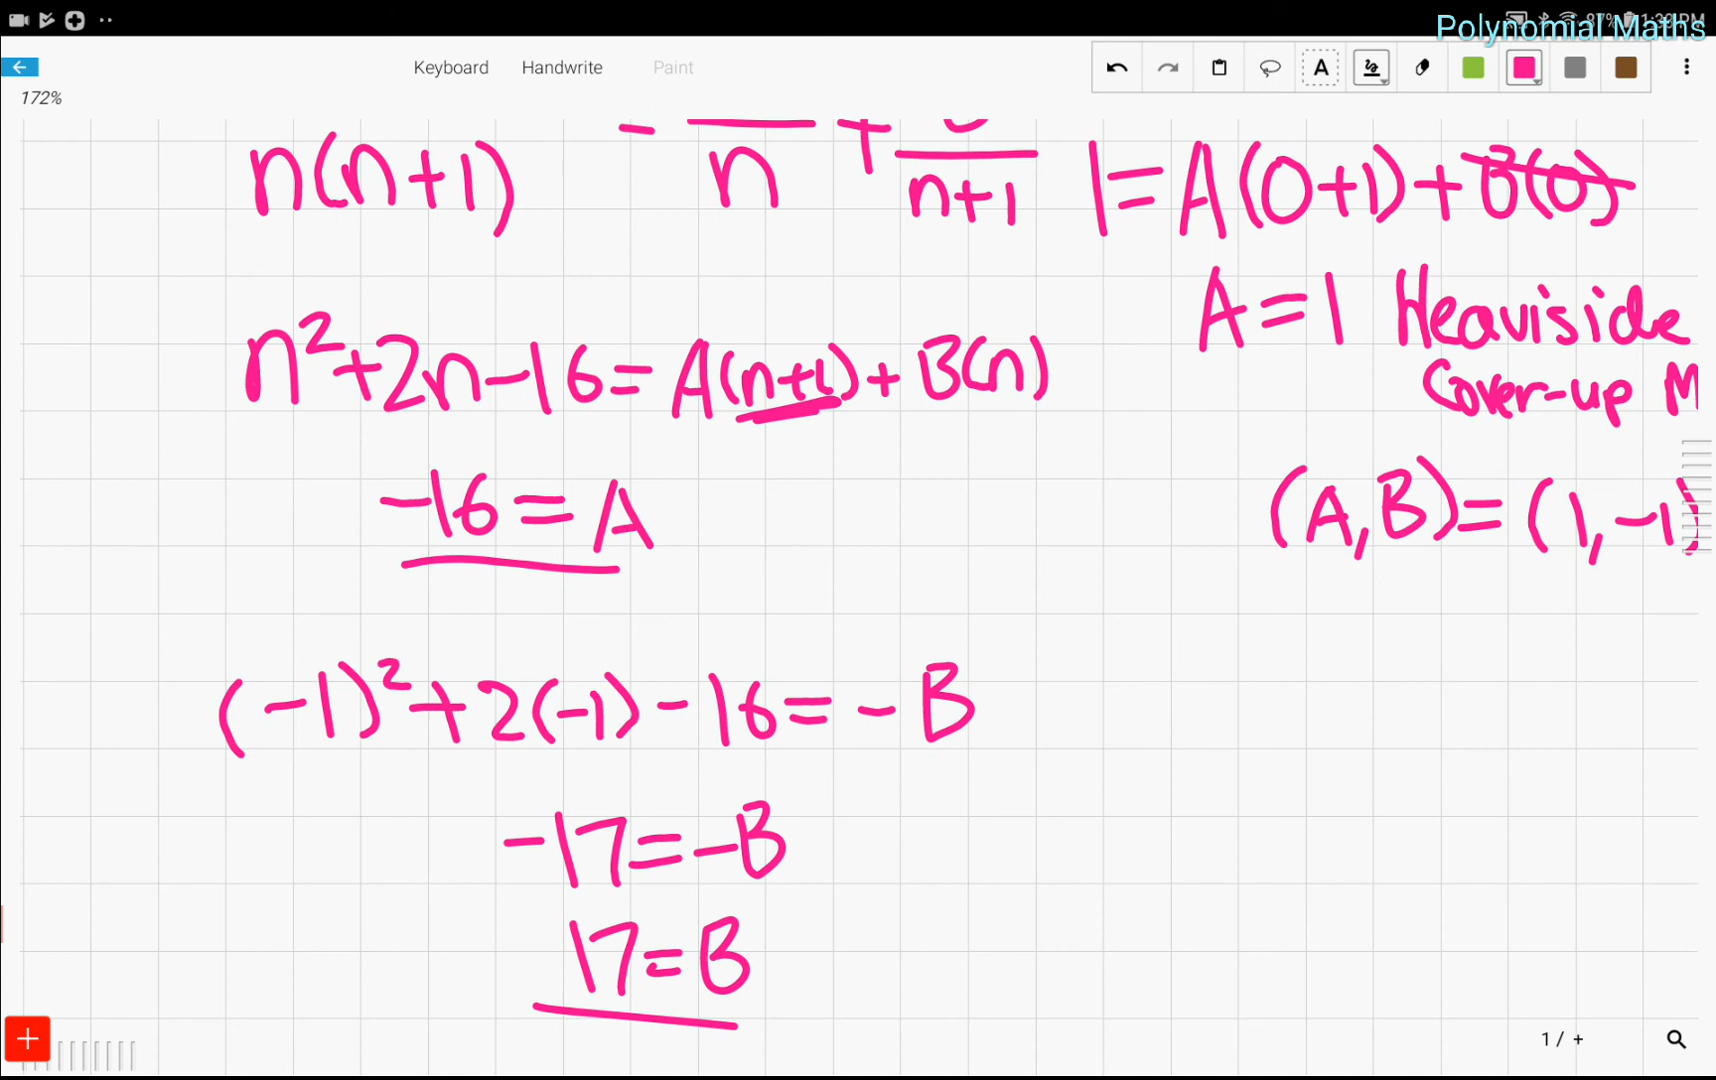 Polynomial Maths
Keyboard Handwrite Paint
A
172%
n(n+1)
n
n+1
1=A(0+1)+B(0)
n²+2n-16=A(n+1)+B(n)
A=1 Heaviside
Cover-up M
-16=A
(A,B)=(1,-1)
(-1)²+2(-1)-16=-B
-17=-B
17=B
1 / +